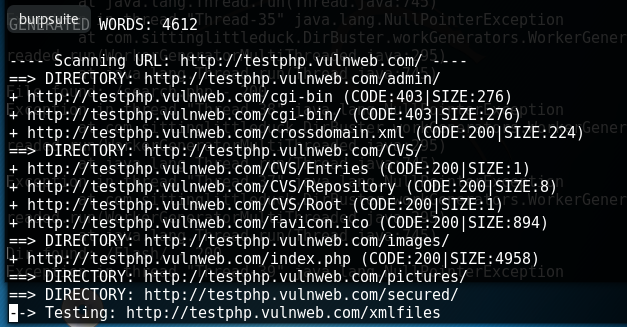 burpsuite
GENERATED WORDS: 4612
---- Scanning URL: http://testphp.vulnweb.com/ ----
==> DIRECTORY: http://testphp.vulnweb.com/admin/
+ http://testphp.vulnweb.com/cgi-bin (CODE:403|SIZE:276)
+ http://testphp.vulnweb.com/cgi-bin/ (CODE:403|SIZE:276)
+ http://testphp.vulnweb.com/crossdomain.xml (CODE:200|SIZE:224)
==> DIRECTORY: http://testphp.vulnweb.com/CVS/
+ http://testphp.vulnweb.com/CVS/Entries (CODE:200|SIZE:1)
+ http://testphp.vulnweb.com/CVS/Repository (CODE:200|SIZE:8)
+ http://testphp.vulnweb.com/CVS/Root (CODE:200|SIZE:1)
+ http://testphp.vulnweb.com/favicon.ico (CODE:200|SIZE:894)
==> DIRECTORY: http://testphp.vulnweb.com/images/
+ http://testphp.vulnweb.com/index.php (CODE:200|SIZE:4958)
==> DIRECTORY: http://testphp.vulnweb.com/pictures/
==> DIRECTORY: http://testphp.vulnweb.com/secured/
--> Testing: http://testphp.vulnweb.com/xmlfiles